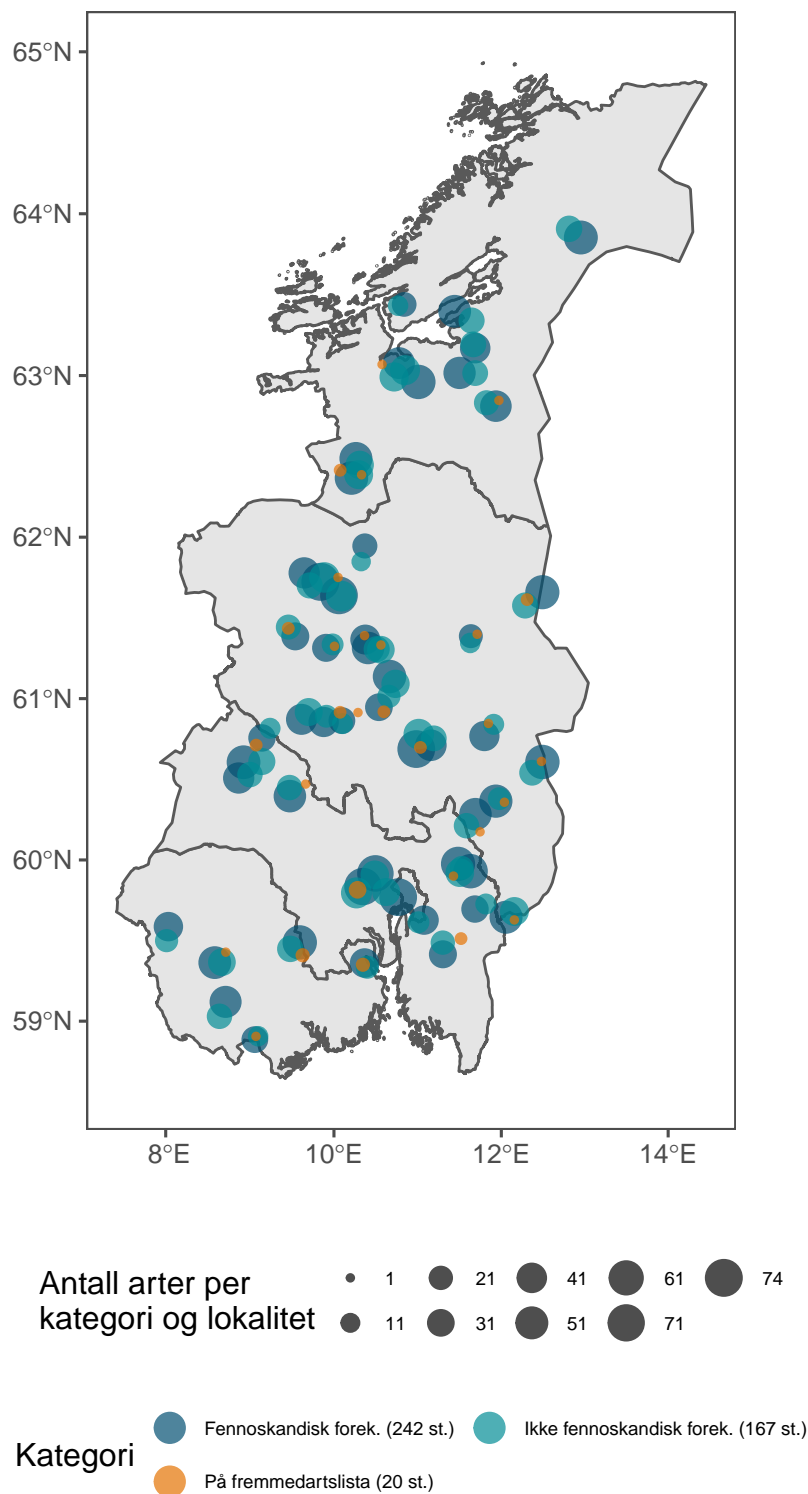 65°N
64°N
63°N
62°N
61°N
60°N
59°N
8°E 10°E 12°E 14°E
Antall arter per
kategori og lokalitet
1 21 41 61 74
11 31 51 71
Kategori
Fennoskandisk forek. (242 st.) Ikke fennoskandisk forek. (167 st.)
På fremmedartslista (20 st.)